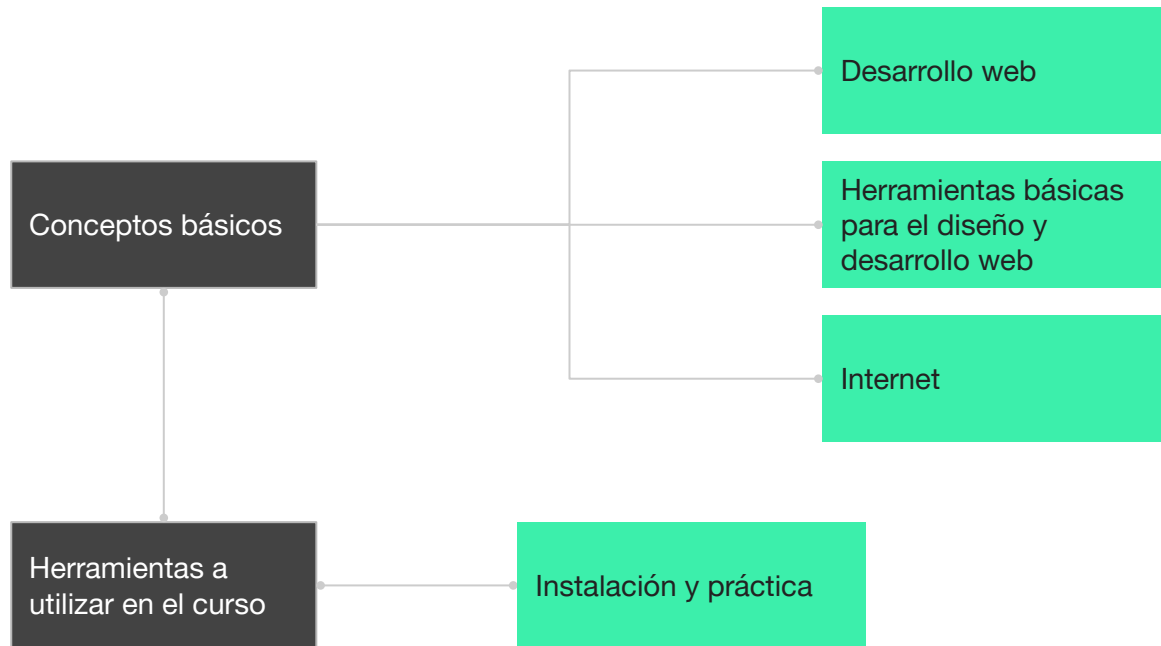 Desarrollo web
Conceptos básicos
Herramientas básicas
para el diseño y
desarrollo web
Internet
Herramientas a
utilizar en el curso
Instalación y práctica